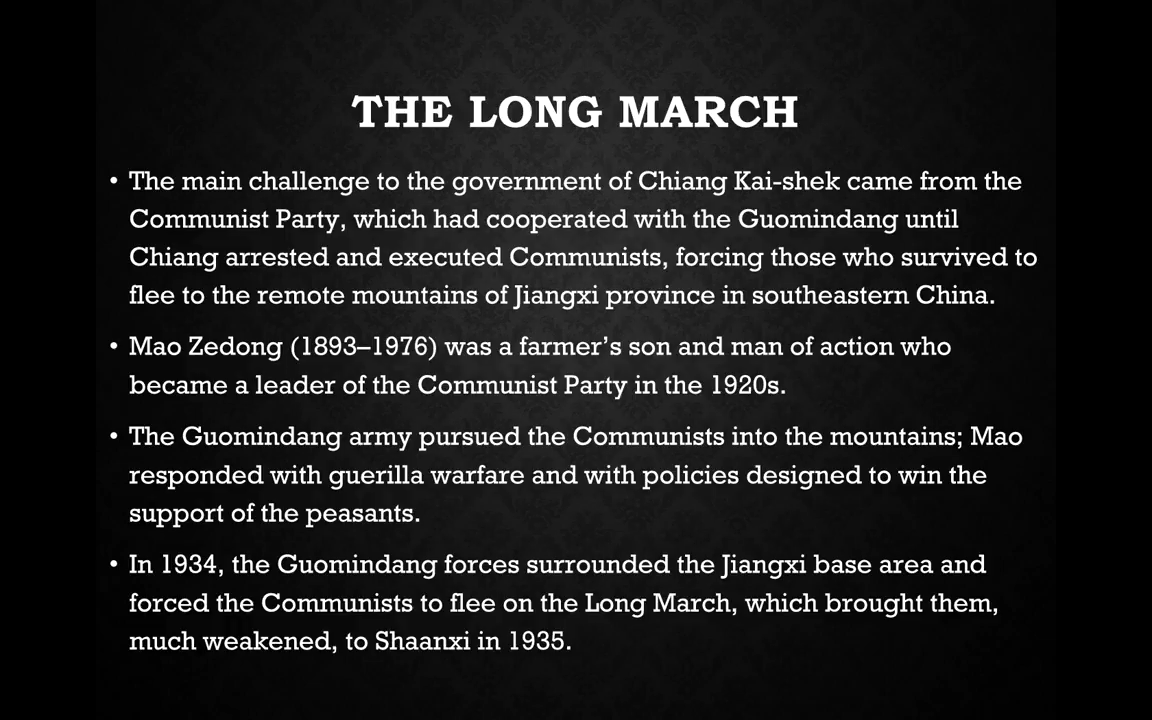 THE LONG MARCH
• The main challenge to the government of Chiang Kai-shek came from the
Communist Party, which had cooperated with the Guomindang until
Chiang arrested and executed Communists, forcing those who survived to
flee to the remote mountains of Jiangxi province in southeastern China.
• Mao Zedong (1893–1976) was a farmer’s son and man of action who
became a leader of the Communist Party in the 1920s.
• The Guomindang army pursued the Communists into the mountains; Mao
responded with guerilla warfare and with policies designed to win the
support of the peasants.
• In 1934, the Guomindang forces surrounded the Jiangxi base area and
forced the Communists to flee on the Long March, which brought them,
much weakened, to Shaanxi in 1935.